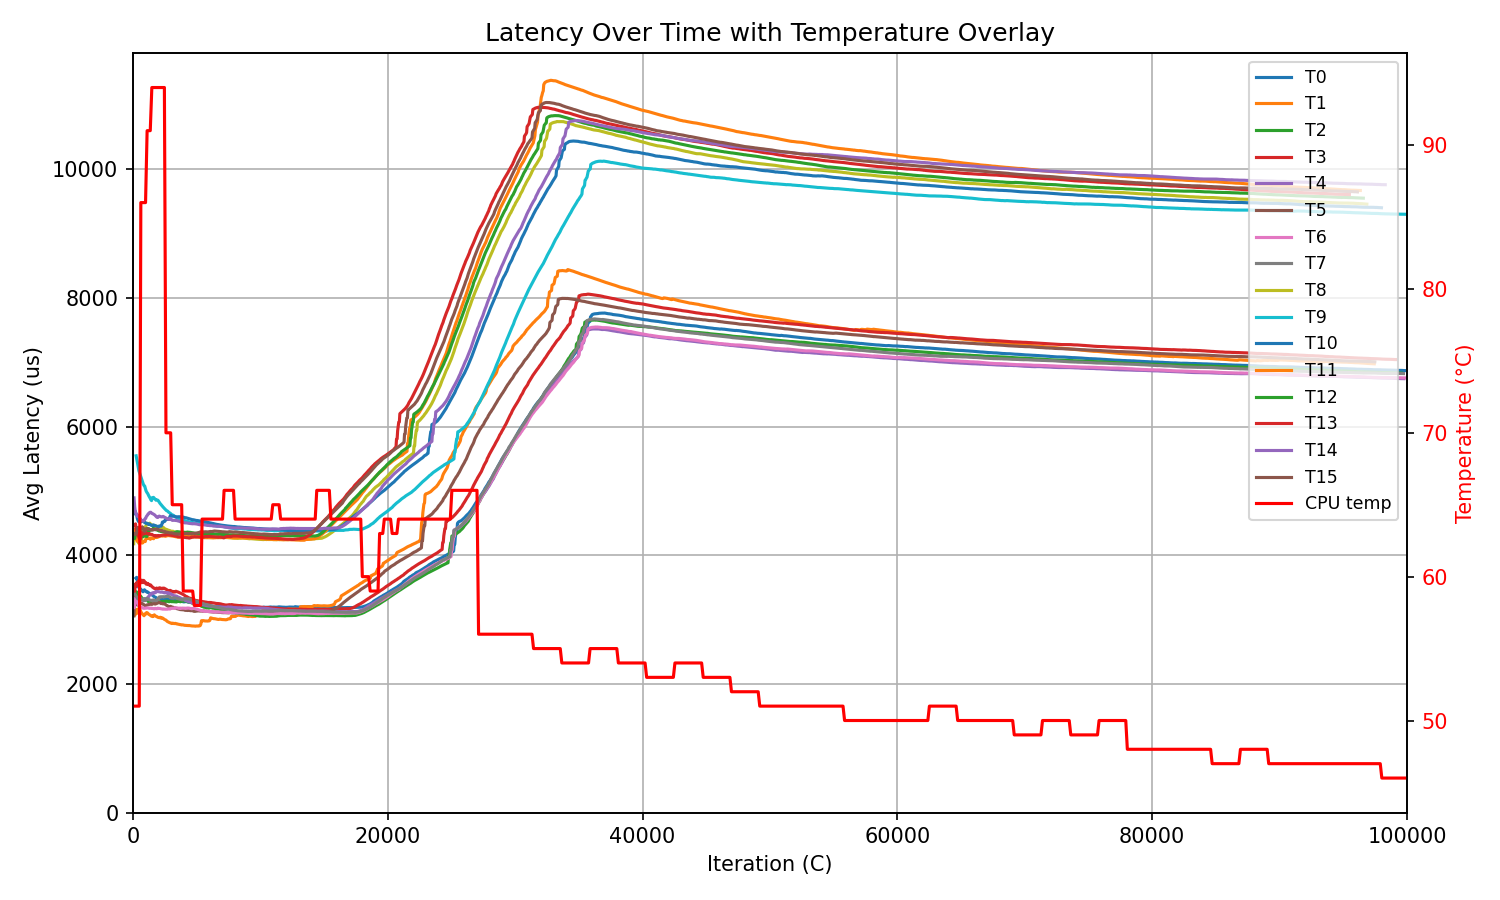 Latency Over Time with Temperature Overlay
Avg Latency (us)
10000
8000
6000
4000
2000
0
0 20000 40000 60000 80000 100000
Iteration (C)
90
80
70
60
50
Temperature (°C)
T0
T1
T2
T3
T4
T5
T6
T7
T8
T9
T10
T11
T12
T13
T14
T15
CPU temp